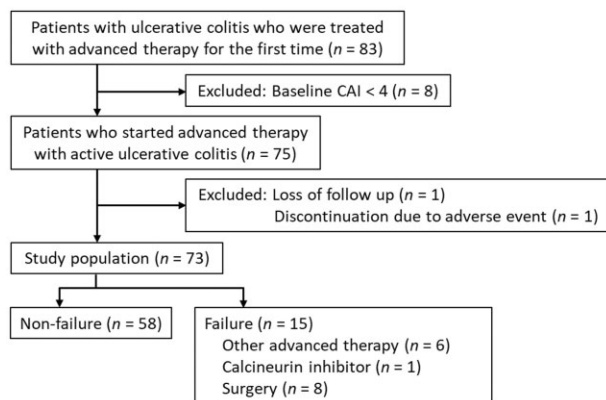 Patients with ulcerative colitis who were treated
with advanced therapy for the first time (n = 83)
Excluded: Baseline CAI < 4 (n = 8)
Patients who started advanced therapy
with active ulcerative colitis (n = 75)
Excluded: Loss of follow up (n = 1)
Discontinuation due to adverse event (n = 1)
Study population (n = 73)
Non-failure (n = 58)
Failure (n = 15)
Other advanced therapy (n = 6)
Calcineurin inhibitor (n = 1)
Surgery (n = 8)